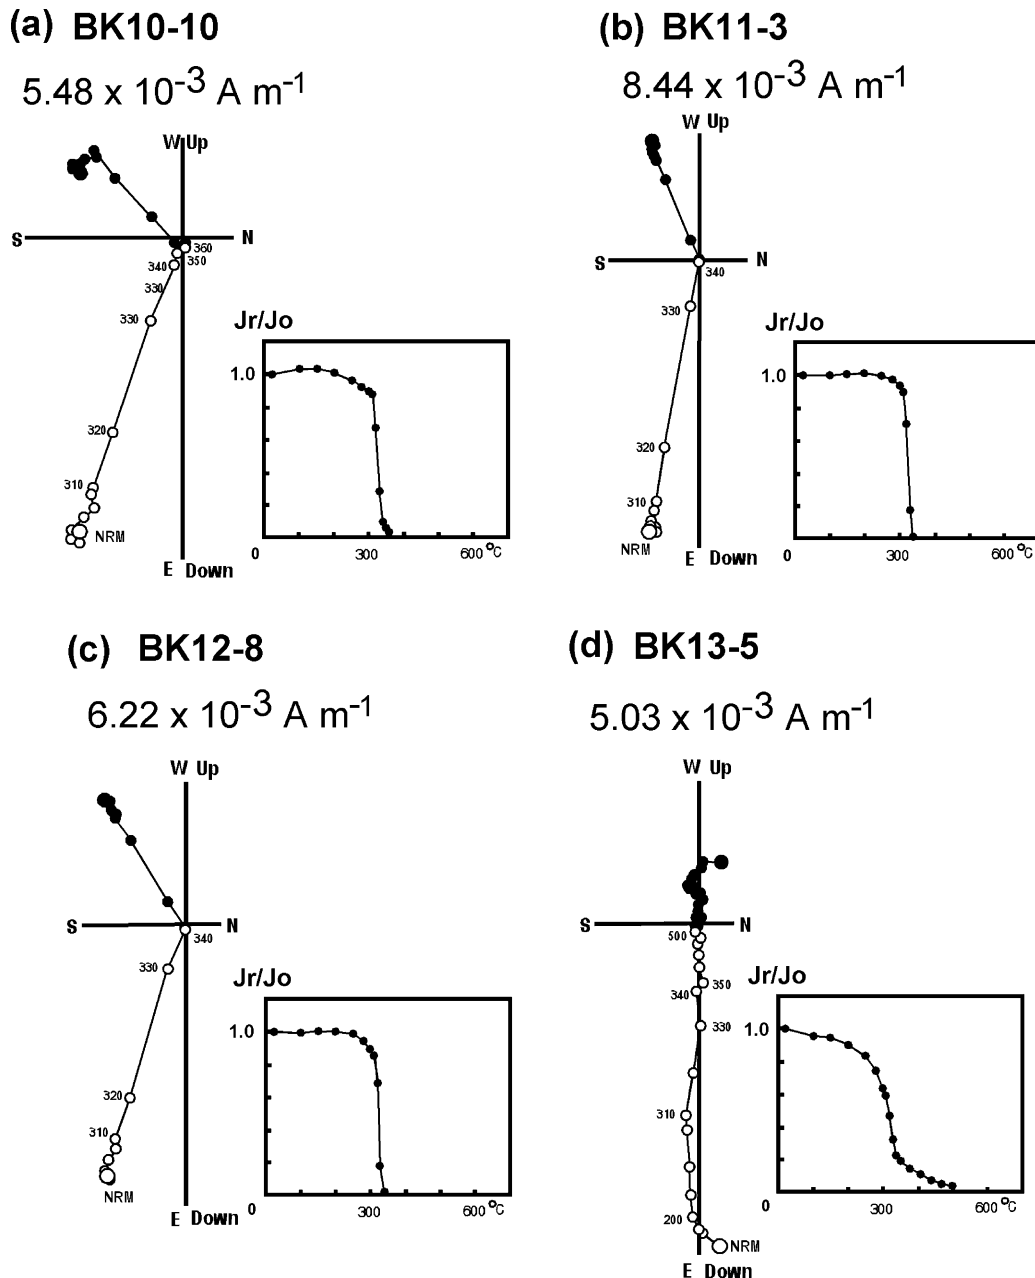 (a) BK10-10
5.48 x 10-3 A m-1
W Up
S
N
360
350
340
330
330
320
310
NRM
E Down
Jr/Jo
1.0
0
300
600 °C
(b) BK11-3
8.44 x 10-3 A m-1
W Up
S
N
340
330
320
310
NRM
E Down
Jr/Jo
1.0
0
300
600 °C
(c) BK12-8
6.22 x 10-3 A m-1
W Up
S
N
340
330
320
310
NRM
E Down
Jr/Jo
1.0
0
300
600 °C
(d) BK13-5
5.03 x 10-3 A m-1
W Up
S
N
500
350
340
330
310
200
NRM
E Down
Jr/Jo
1.0
0
300
600 °C